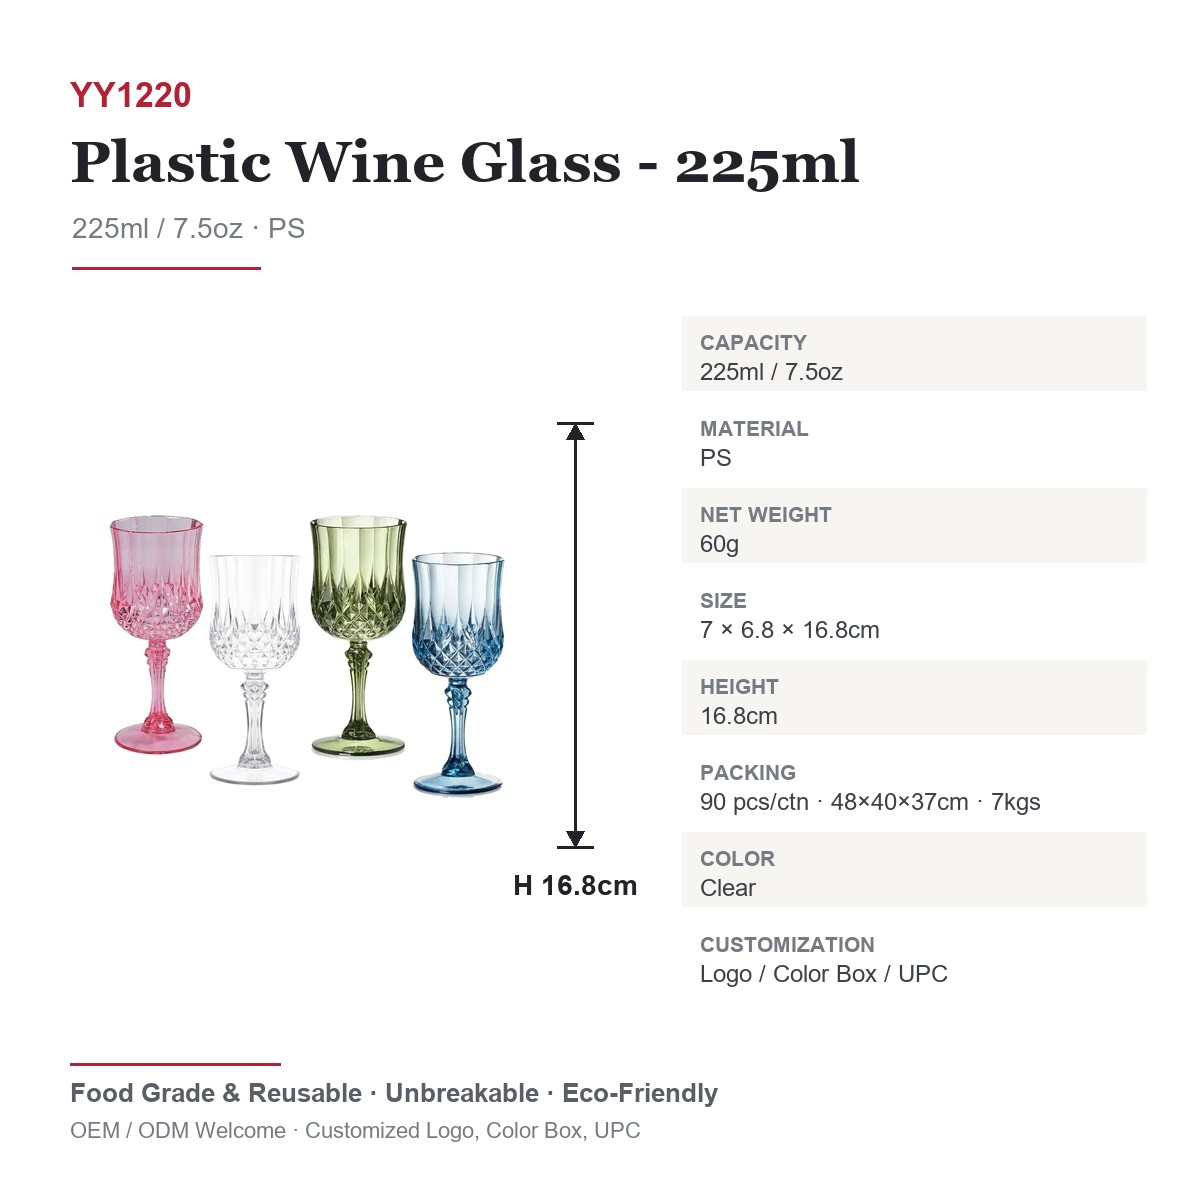 YY1220
Plastic Wine Glass - 225ml
225ml / 7.5oz · PS
CAPACITY
225ml / 7.5oz
MATERIAL
PS
NET WEIGHT
60g
SIZE
7 × 6.8 × 16.8cm
HEIGHT
16.8cm
PACKING
90 pcs/ctn · 48×40×37cm · 7kgs
COLOR
Clear
CUSTOMIZATION
Logo / Color Box / UPC
H 16.8cm
Food Grade & Reusable · Unbreakable · Eco-Friendly
OEM / ODM Welcome · Customized Logo, Color Box, UPC